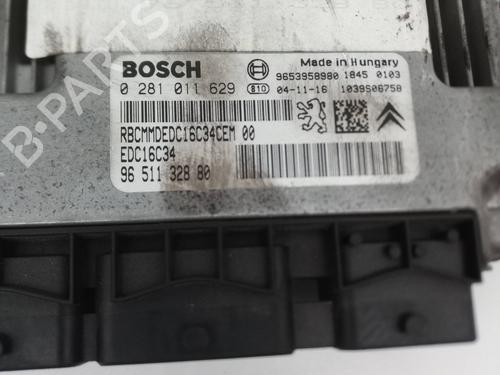 BOSCH
Made in Hungary
9653958980 1845 0103
0 281 011 629
810
04-11-16 1039S06758
RBCMMDEDC16C34CEM 00
EDC16C34
96 511 328 80
B-PARTS